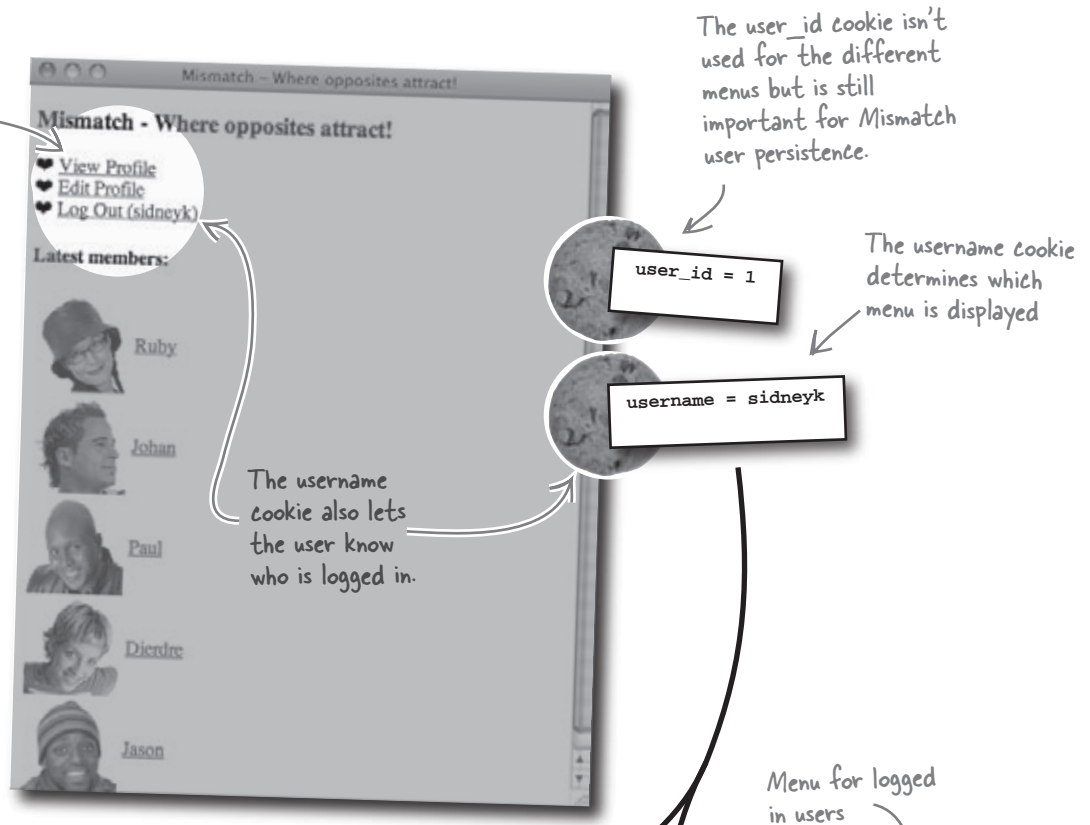 The user_id cookie isn't
used for the different
menus but is still
important for Mismatch
user persistence.
Mismatch - Where opposites attract!
Mismatch - Where opposites attract!
❤ View Profile
❤ Edit Profile
❤ Log Out (sidneyk)
Latest members:
Ruby
Johan
Paul
Dierdre
Jason
user_id = 1
The username cookie
determines which
menu is displayed
username = sidneyk
The username
cookie also lets
the user know
who is logged in.
Menu for logged
in users